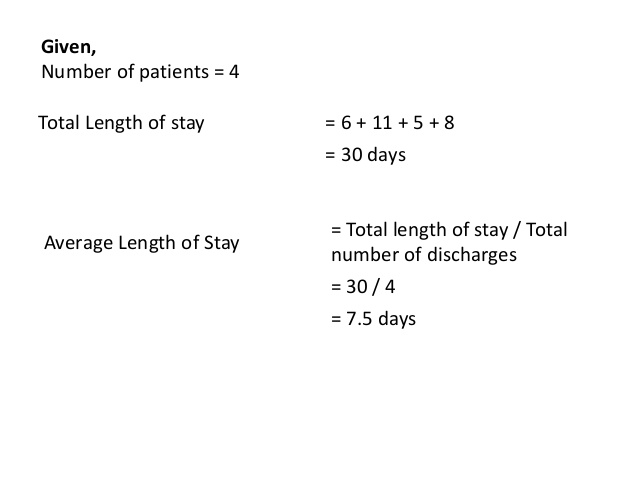 Given,
Number of patients = 4
Total Length of stay = 6 + 11 + 5 + 8
= 30 days
Average Length of Stay = Total length of stay / Total
number of discharges
= 30 / 4
= 7.5 days